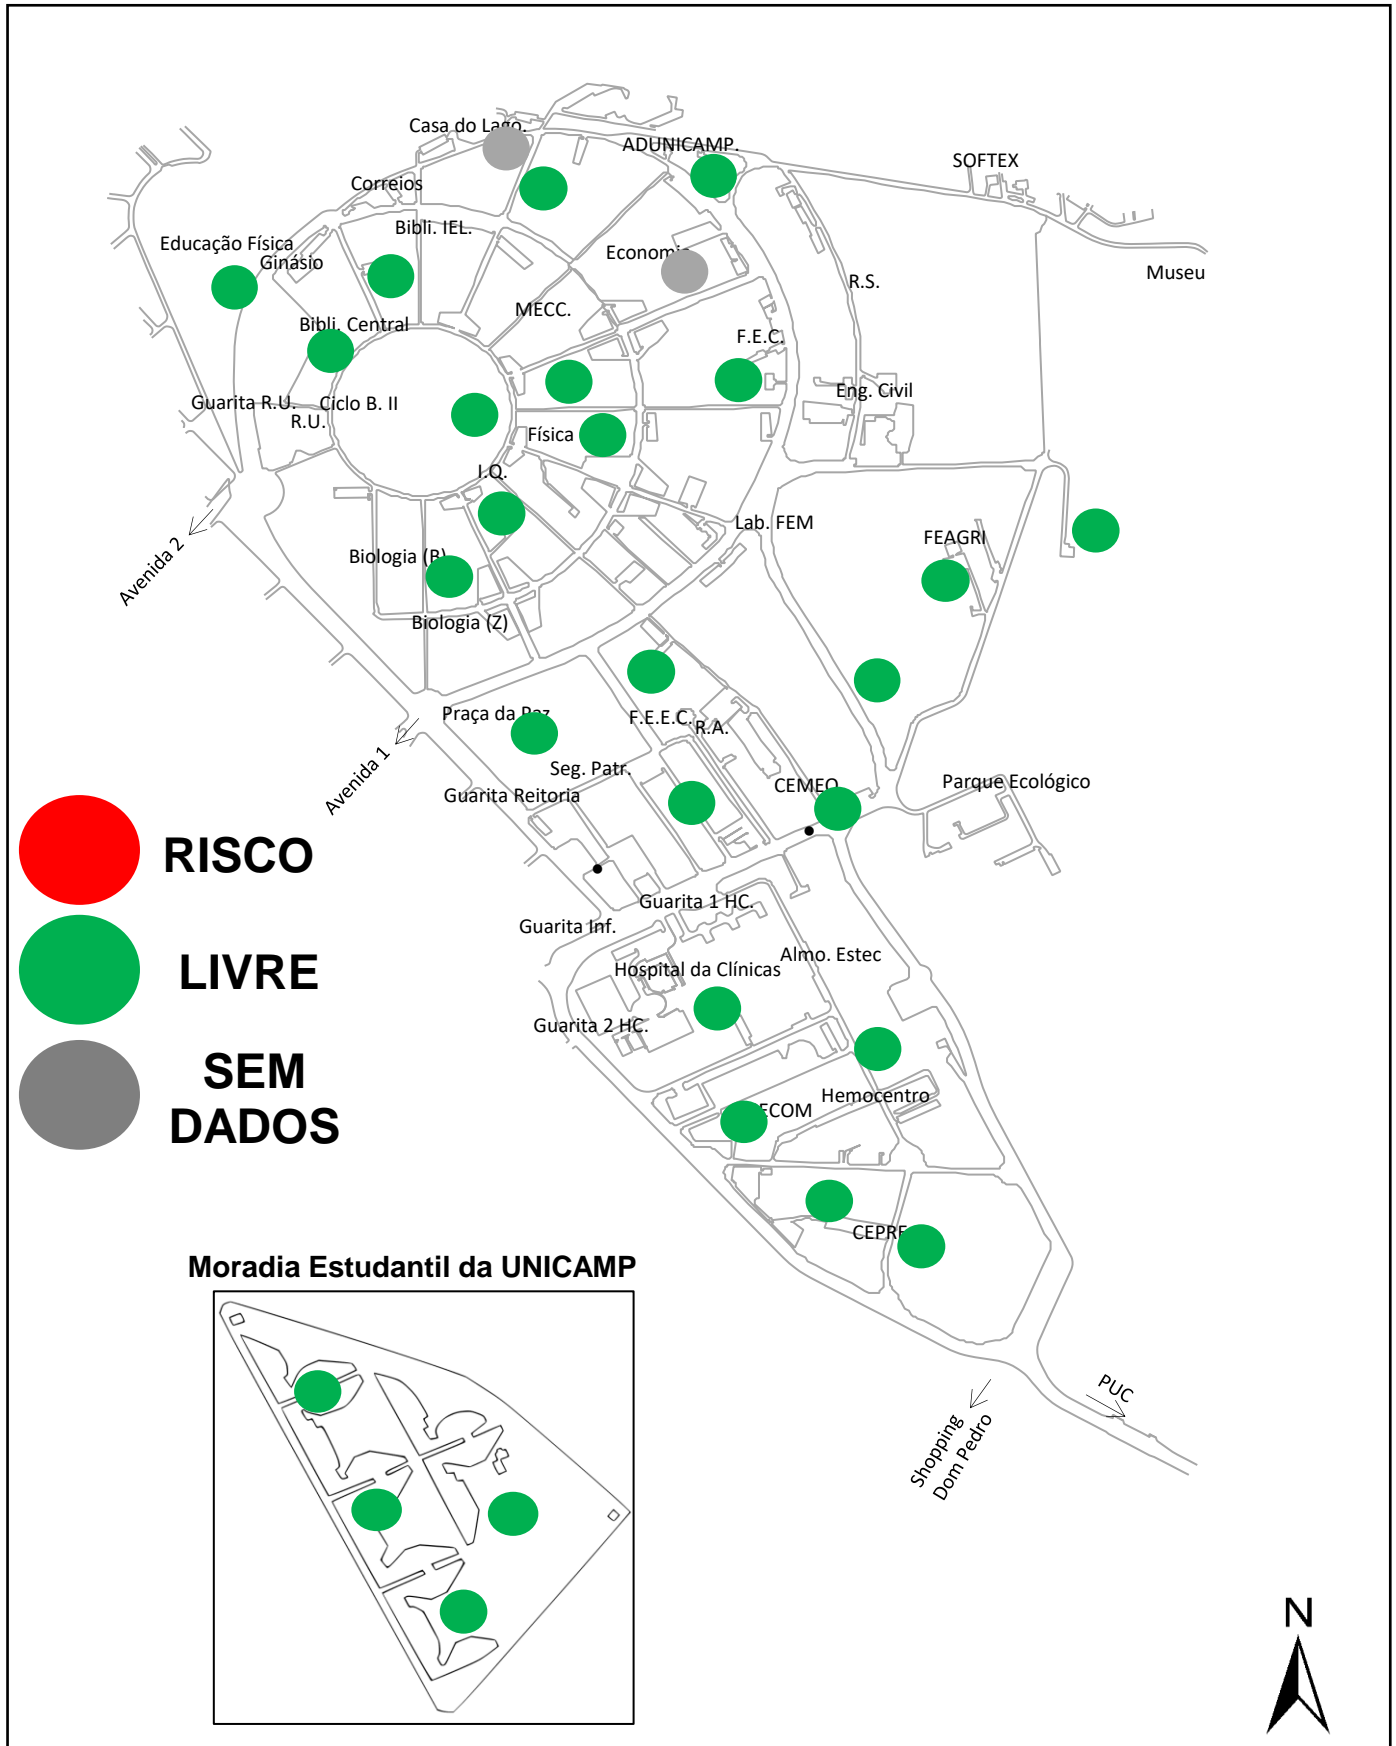 Casa do Lago.
ADUNICAMP.
SOFTEX
Correios
Bibli. IEL.
Educação Física
Ginásio
Economia
Museu
R.S.
MECC.
Bibli. Central
F.E.C.
Eng. Civil
Guarita R.U.
Ciclo B. II
R.U.
Física
I.Q.
Lab. FEM
FEAGRI
Avenida 2
Biologia (B)
Biologia (Z)
Praça da Paz
F.E.E.C.
R.A.
Avenida 1
Seg. Patr.
Guarita Reitoria
CEMEQ
Parque Ecológico
RISCO
LIVRE
SEM
DADOS
Guarita 1 HC.
Guarita Inf.
Almo. Estec
Hospital da Clínicas
Guarita 2 HC.
Hemocentro
ECOM
CEPRE
Moradia Estudantil da UNICAMP
PUC
Shopping
Dom Pedro
N